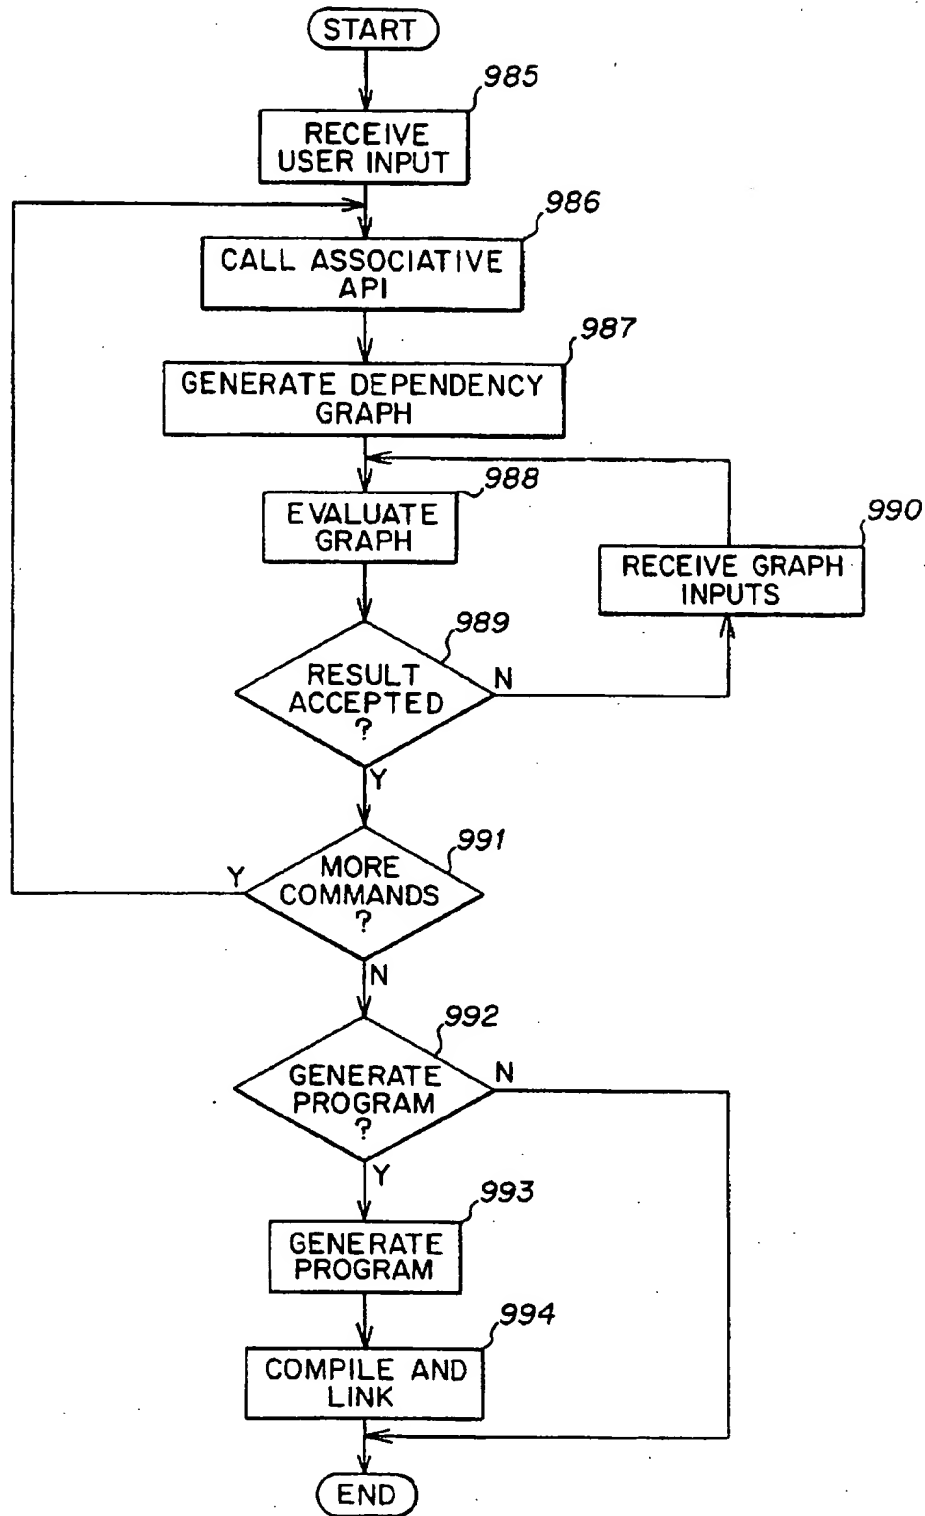 START
985
RECEIVE
USER INPUT
986
CALL ASSOCIATIVE
API
987
GENERATE DEPENDENCY
GRAPH
988
EVALUATE
GRAPH
990
RECEIVE GRAPH
INPUTS
989
RESULT
ACCEPTED
?
N
Y
991
MORE
COMMANDS
?
Y
N
992
GENERATE
PROGRAM
?
N
Y
993
GENERATE
PROGRAM
994
COMPILE AND
LINK
END